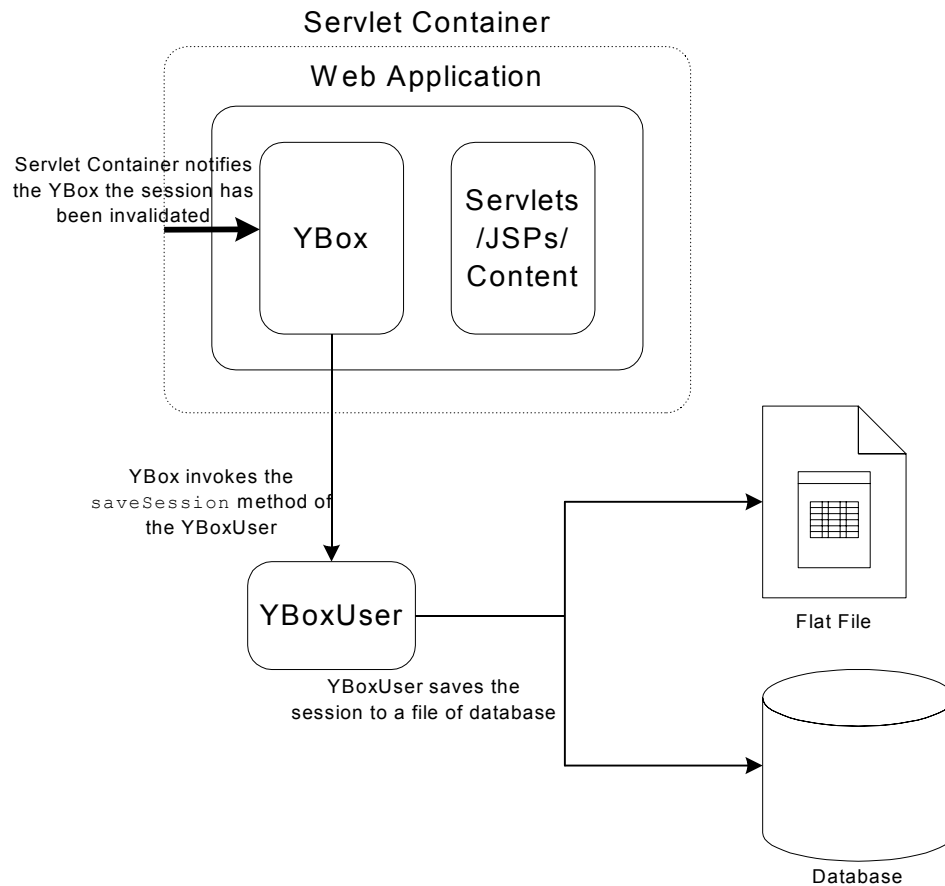 Servlet Container
Web Application
Servlet Container notifies
the YBox the session has
been invalidated
YBox
Servlets
/JSPs/
Content
YBox invokes the
saveSession method of
the YBoxUser
YBoxUser
YBoxUser saves the
session to a file of database
Flat File
Database